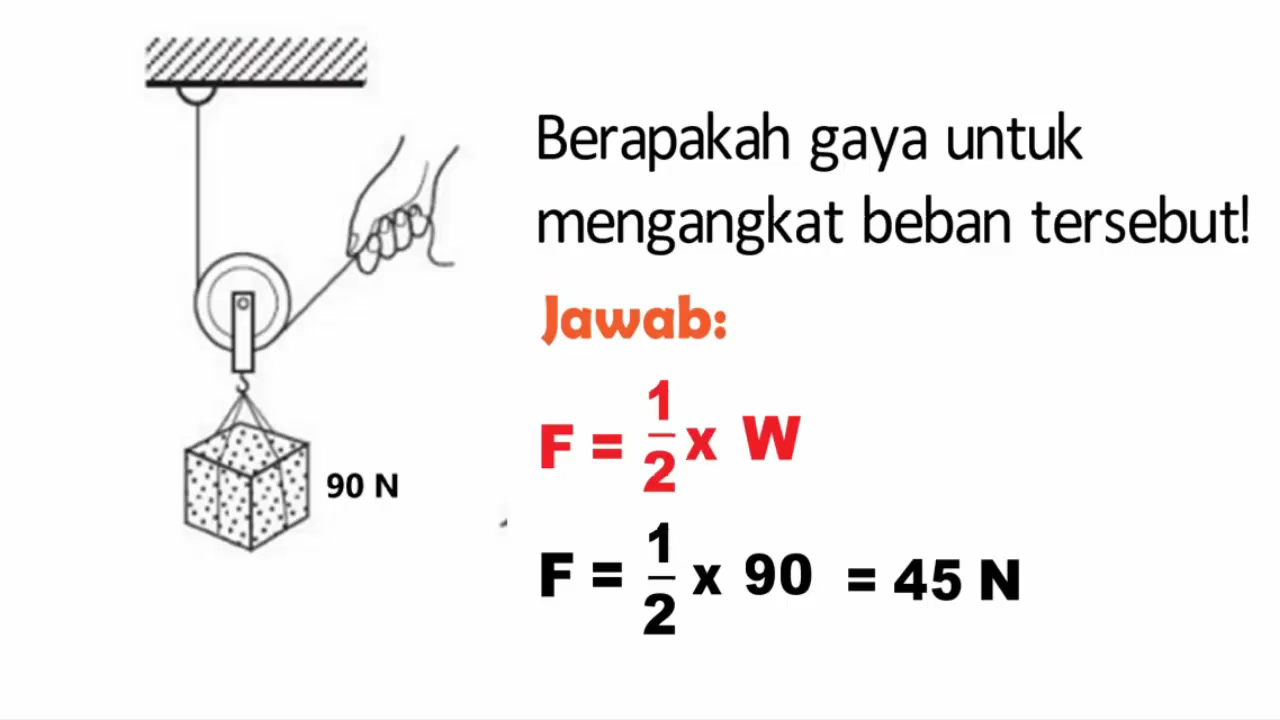 Berapakah gaya untuk
mengangkat beban tersebut!
Jawab:
F = 1/2 x W
90 N
F = 1/2 x 90 = 45 N